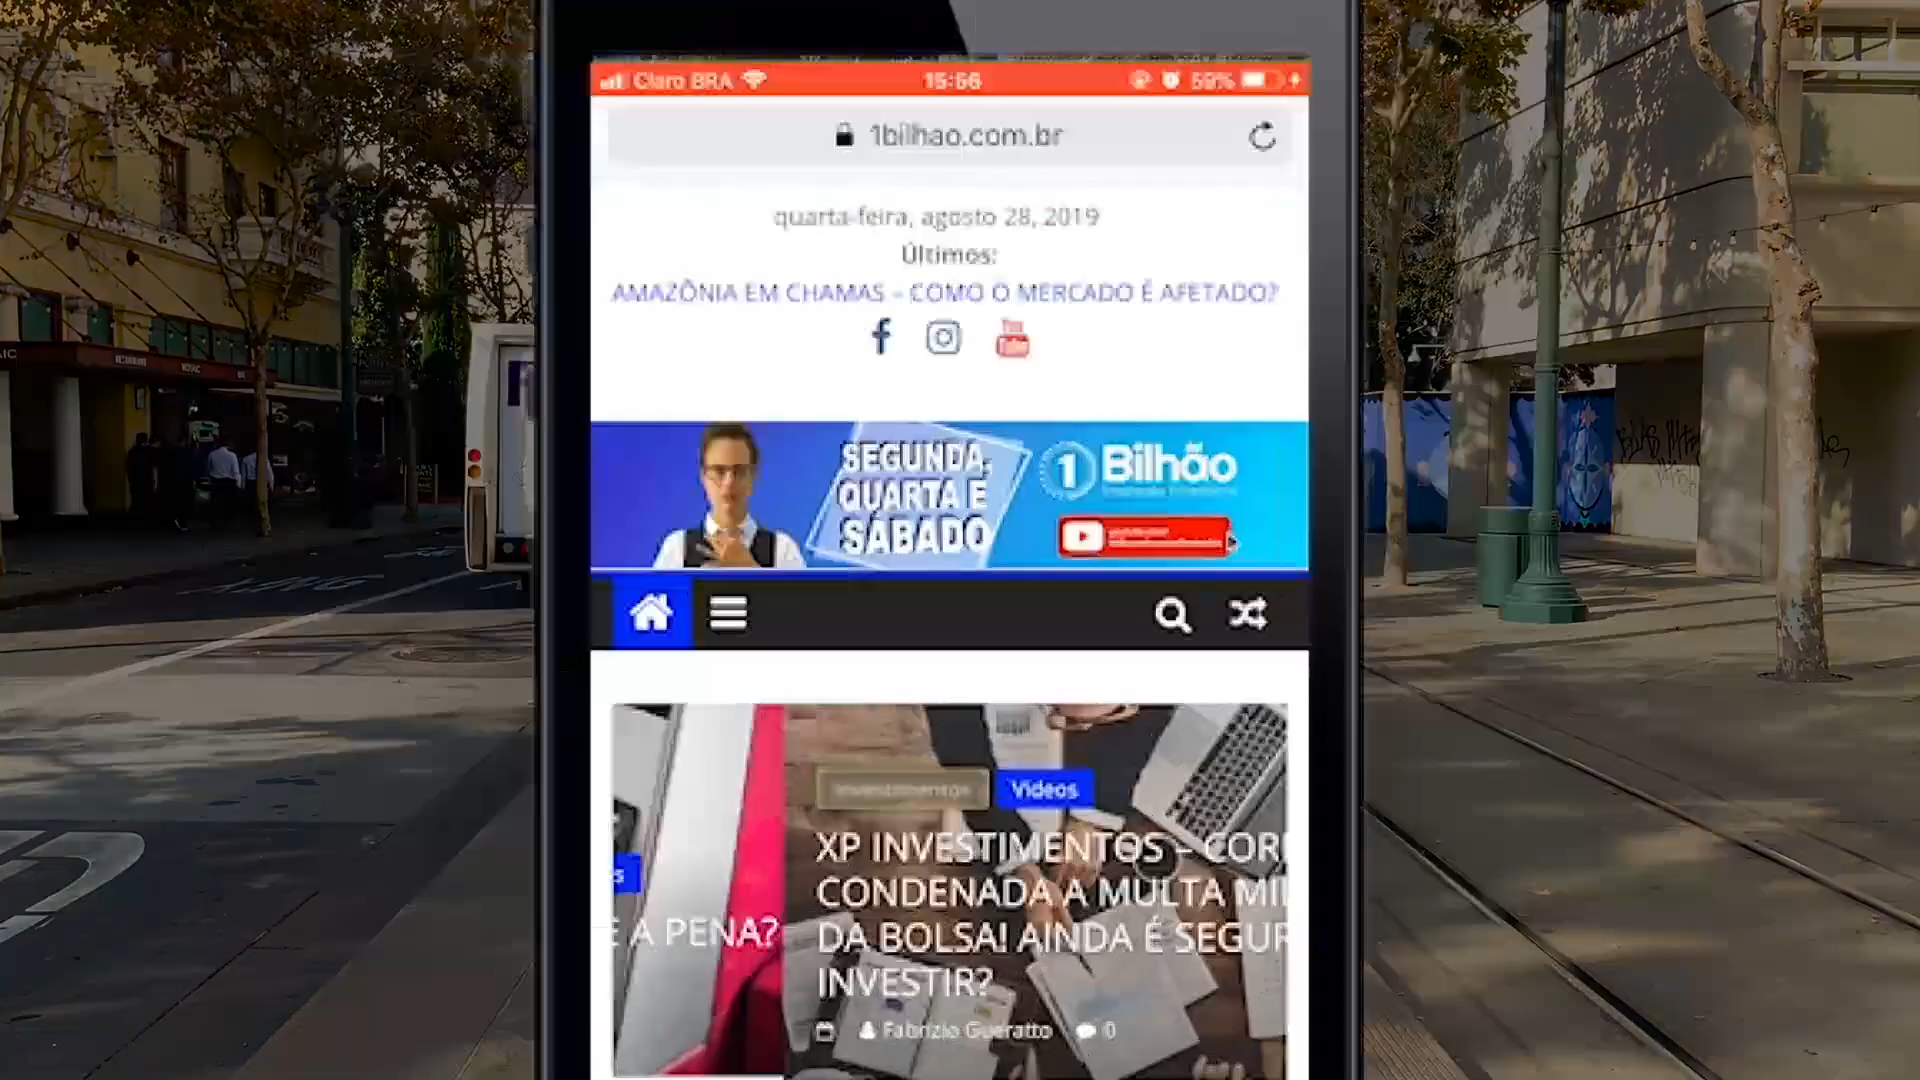 Claro BRA
15:56
59%
1bilhao.com.br
quarta-feira, agosto 28, 2019
Últimos:
AMAZÔNIA EM CHAMAS – COMO O MERCADO É AFETADO?
SEGUNDA,
QUARTA E
SÁBADO
1 Bilhão
Investimentos
Vídeos
XP INVESTIMENTOS – COR
CONDENADA A MULTA MI
DA BOLSA! AINDA É SEGUR
INVESTIR?
s
E A PENA?
Fabrizio Gueratto
0